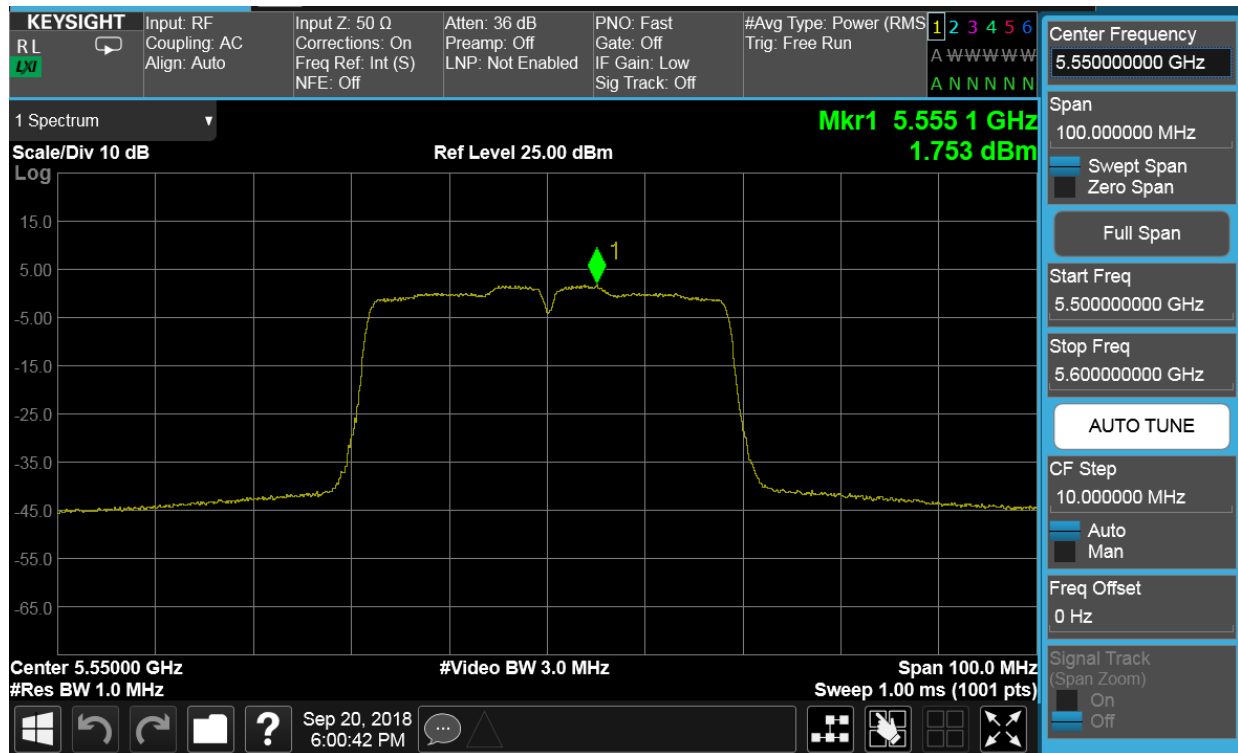 KEYSIGHT
R L
LXI
Input: RF
Coupling: AC
Align: Auto
Input Z: 50 Ω
Corrections: On
Freq Ref: Int (S)
NFE: Off
Atten: 36 dB
Preamp: Off
LNP: Not Enabled
PNO: Fast
Gate: Off
IF Gain: Low
Sig Track: Off
#Avg Type: Power (RMS
Trig: Free Run
1 2 3 4 5 6
A W W W W W
A N N N N N
1 Spectrum
Mkr1 5.555 1 GHz
Scale/Div 10 dB
Ref Level 25.00 dBm
1.753 dBm
Log
15.0
5.00
-5.00
-15.0
-25.0
-35.0
-45.0
-55.0
-65.0
1
Center 5.55000 GHz
#Video BW 3.0 MHz
Span 100.0 MHz
#Res BW 1.0 MHz
Sweep 1.00 ms (1001 pts)
Sep 20, 2018
6:00:42 PM
Center Frequency
5.550000000 GHz
Span
100.000000 MHz
Swept Span
Zero Span
Full Span
Start Freq
5.500000000 GHz
Stop Freq
5.600000000 GHz
AUTO TUNE
CF Step
10.000000 MHz
Auto
Man
Freq Offset
0 Hz
Signal Track
(Span Zoom)
On
Off